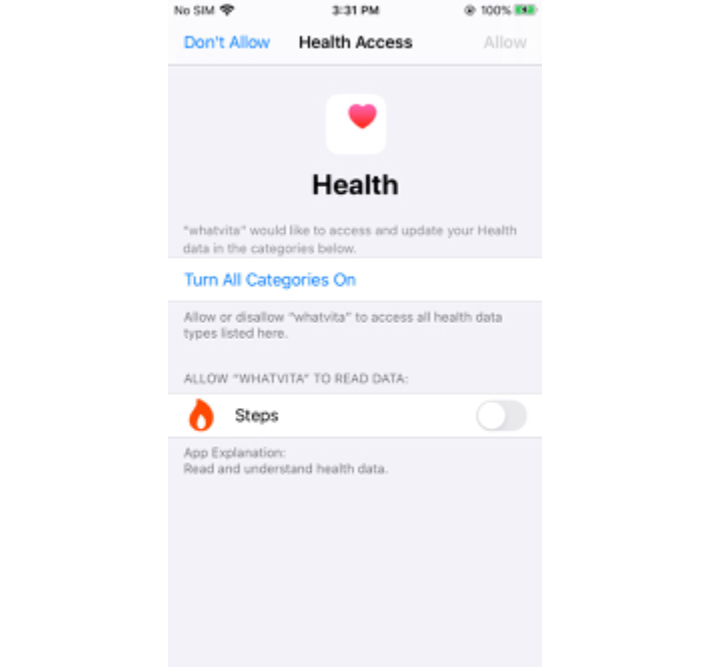 No SIM 3:31 PM 100%
Don't Allow Health Access Allow
Health
"whatvita" would like to access and update your Health
data in the categories below.
Turn All Categories On
Allow or disallow "whatvita" to access all health data
types listed here.
ALLOW "WHATVITA" TO READ DATA:
Steps
App Explanation:
Read and understand health data.